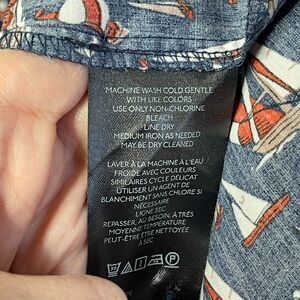 MACHINE WASH COLD GENTLE
WITH LIKE COLORS
USE ONLY NON-CHLORINE
BLEACH
LINE DRY
MEDIUM IRON AS NEEDED
MAY BE DRY CLEANED
LAVER À LA MACHINE À L'EAU
FROIDE AVEC COULEURS
SIMILAIRES CYCLE DÉLICAT
UTILISER UN AGENT DE
BLANCHIMENT SANS CHLORE SI
NÉCESSAIRE
LIGNE SEC
REPASSER, AU BESOIN, À TRÈS
MOYENNE TEMPÉRATURE
PEUT-ÊTRE NETTOYÉ
À SEC